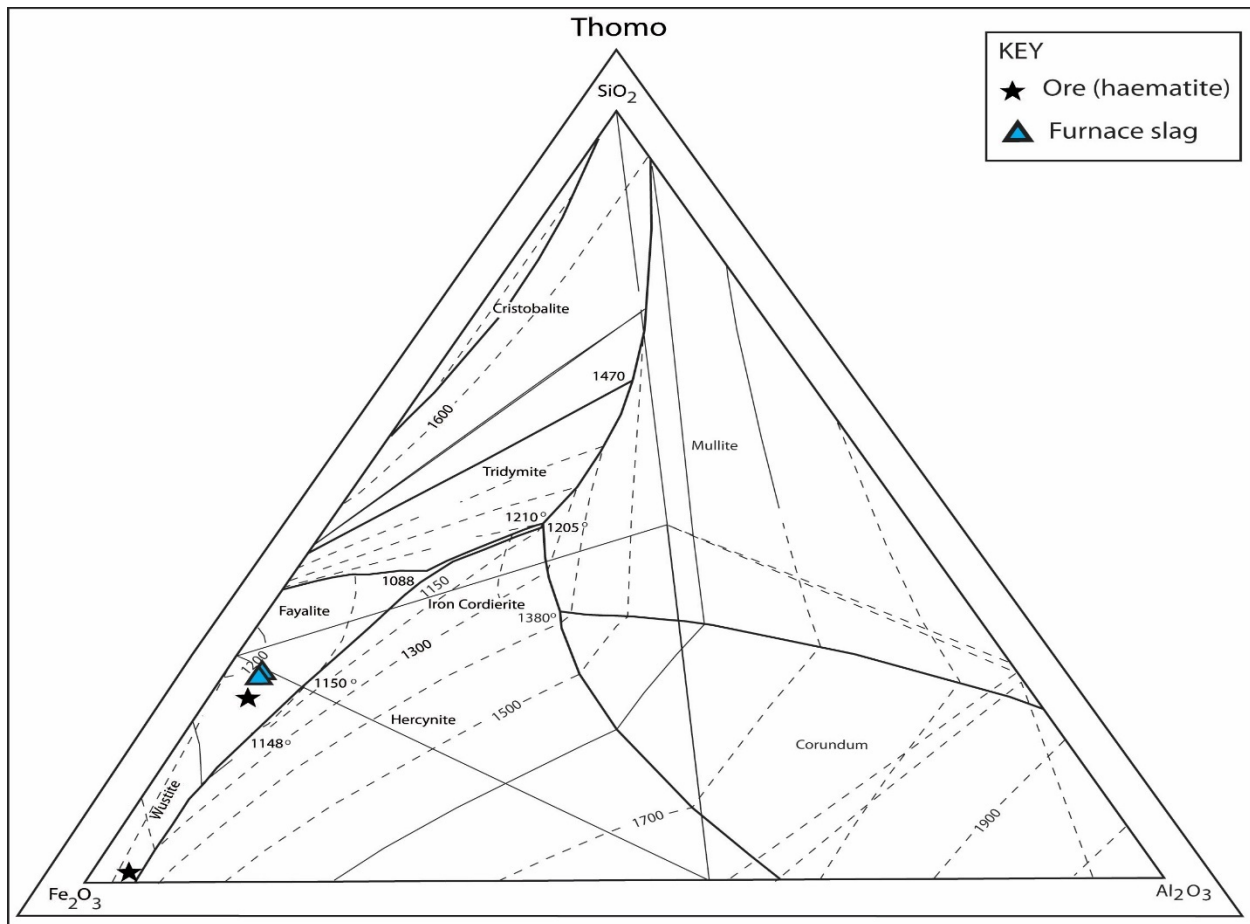 Thomo
KEY
SiO2
Ore (haematite)
Furnace slag
Cristobalite
1470
1600
Mullite
Tridymite
1210°
1205°
1088
1150
Fayalite
Iron Cordierite
1380°
1300
1200
1150°
1500
Hercynite
1148°
Corundum
Wustite
1700
1900
Fe2O3
Al2O3